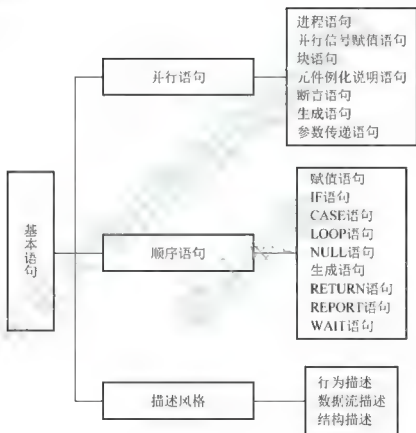 基本语句
并行语句
进程语句
并行信号赋值语句
块语句
元件例化说明语句
断言语句
生成语句
参数传递语句
顺序语句
赋值语句
IF语句
CASE语句
LOOP语句
NULL语句
生成语句
RETURN语句
REPORT语句
WAIT语句
描述风格
行为描述
数据流描述
结构描述